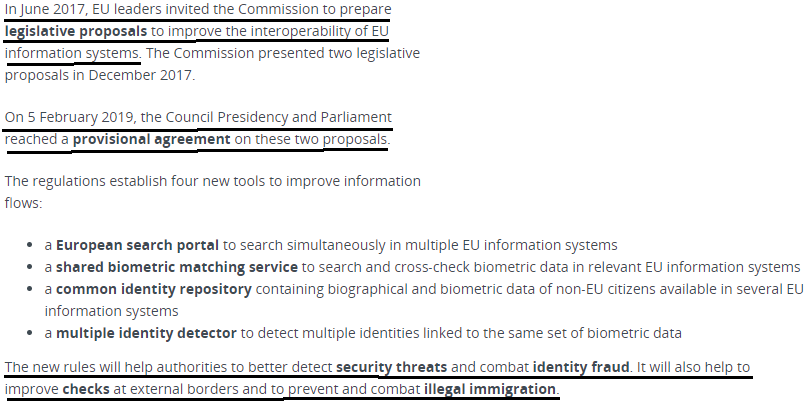 In June 2017, EU leaders invited the Commission to prepare
legislative proposals to improve the interoperability of EU
information systems. The Commission presented two legislative
proposals in December 2017.
On 5 February 2019, the Council Presidency and Parliament
reached a provisional agreement on these two proposals.
The regulations establish four new tools to improve information
flows:
• a European search portal to search simultaneously in multiple EU information systems
• a shared biometric matching service to search and cross-check biometric data in relevant EU information systems
• a common identity repository containing biographical and biometric data of non-EU citizens available in several EU
information systems
• a multiple identity detector to detect multiple identities linked to the same set of biometric data
The new rules will help authorities to better detect security threats and combat identity fraud. It will also help to
improve checks at external borders and to prevent and combat illegal immigration.